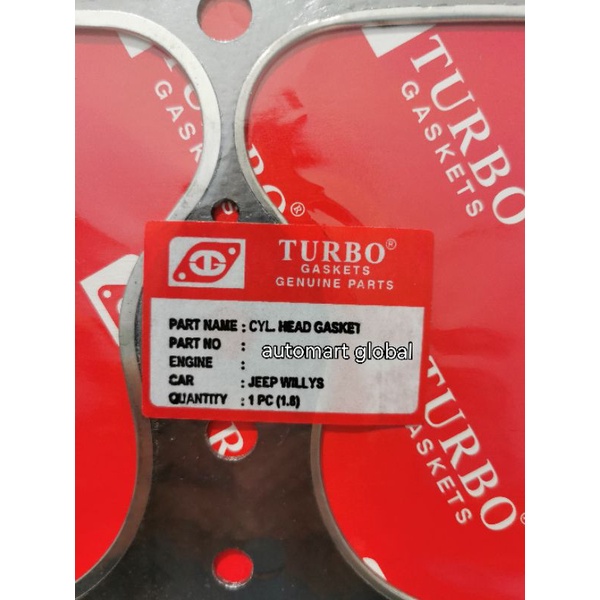 TURBO
GASKETS
®
TURBO®
GASKETS
GENUINE PARTS
PART NAME : CYL. HEAD GASKET
PART NO :
automart global
ENGINE :
CAR : JEEP WILLYS
QUANTITY : 1 PC (1.8)
TURBO®
GASKETS